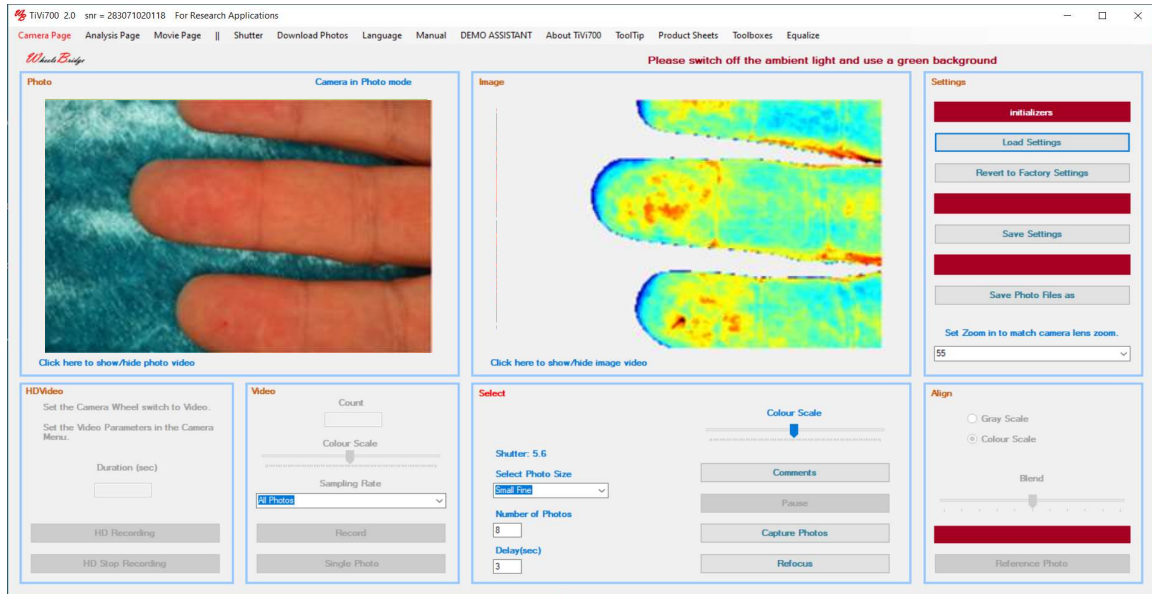 TiVi700 2.0 snr = 283071020118 For Research Applications
Camera Page Analysis Page Movie Page || Shutter Download Photos Language Manual DEMO ASSISTANT About TiVi700 ToolTip Product Sheets Toolboxes Equalize
WheelsBridge
Please switch off the ambient light and use a green background
Photo
Camera in Photo mode
Click here to show/hide photo video
Image
Click here to show/hide image video
Settings
initializers
Load Settings
Revert to Factory Settings
Save Settings
Save Photo Files as
Set Zoom in to match camera lens zoom.
55
HDVideo
Set the Camera Wheel switch to Video.
Set the Video Parameters in the Camera
Menu.
Duration (sec)
HD Recording
HD Stop Recording
Video
Count
Colour Scale
Sampling Rate
All Photos
Record
Single Photo
Select
Shutter: 5.6
Select Photo Size
Small Fine
Number of Photos
8
Delay(sec)
3
Colour Scale
Comments
Pause
Capture Photos
Refocus
Align
Gray Scale
Colour Scale
Blend
Reference Photo